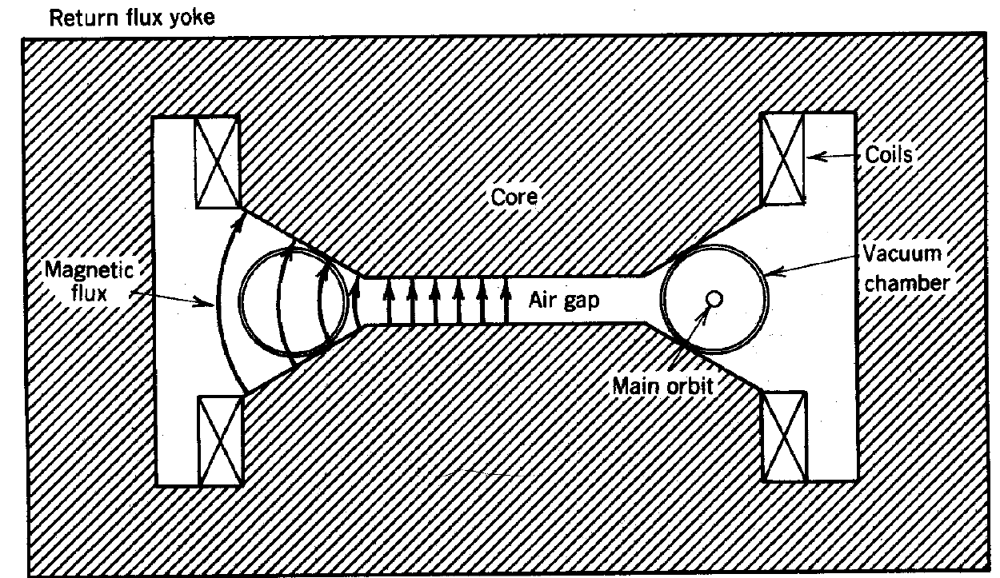 Return flux yoke
Coils
Core
Magnetic
flux
Vacuum
chamber
Air gap
Main orbit